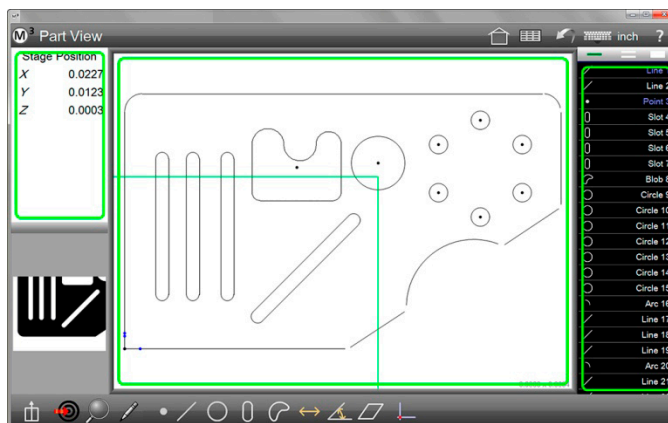 M3 Part View
inch ?
Stage Position
X 0.0227
Y 0.0123
Z 0.0003
Line
Line 2
Point 3
Slot 4
Slot 5
Slot 6
Slot 7
Blob 8
Circle 9
Circle 10
Circle 11
Circle 12
Circle 13
Circle 14
Circle 15
Arc 16
Line 17
Line 18
Line 19
Arc 20
Line 21